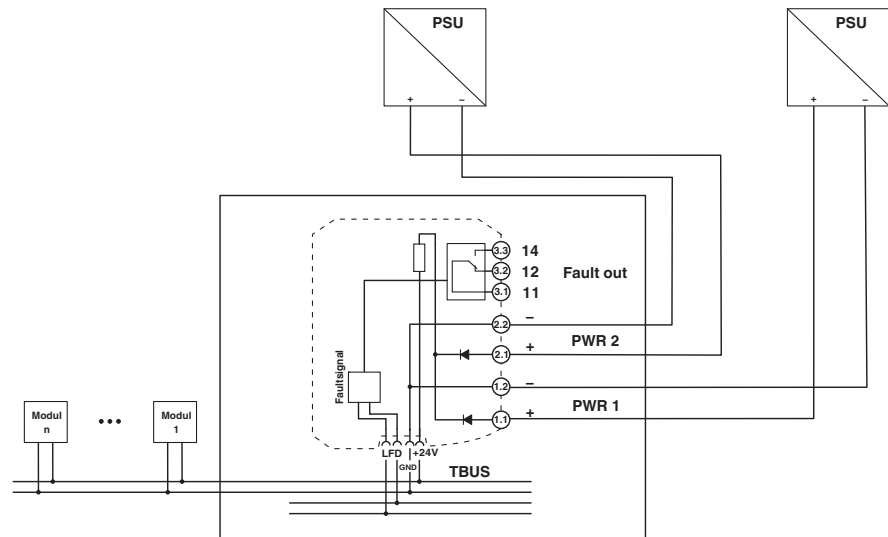 PSU
PSU
+ −
+ −
3.3 14
3.2 12
Fault out
3.1 11
2.2 −
PWR 2
2.1 +
1.2 −
PWR 1
1.1 +
Faultsignal
Modul
n
•••
Modul
1
LFD +24V
GND
TBUS